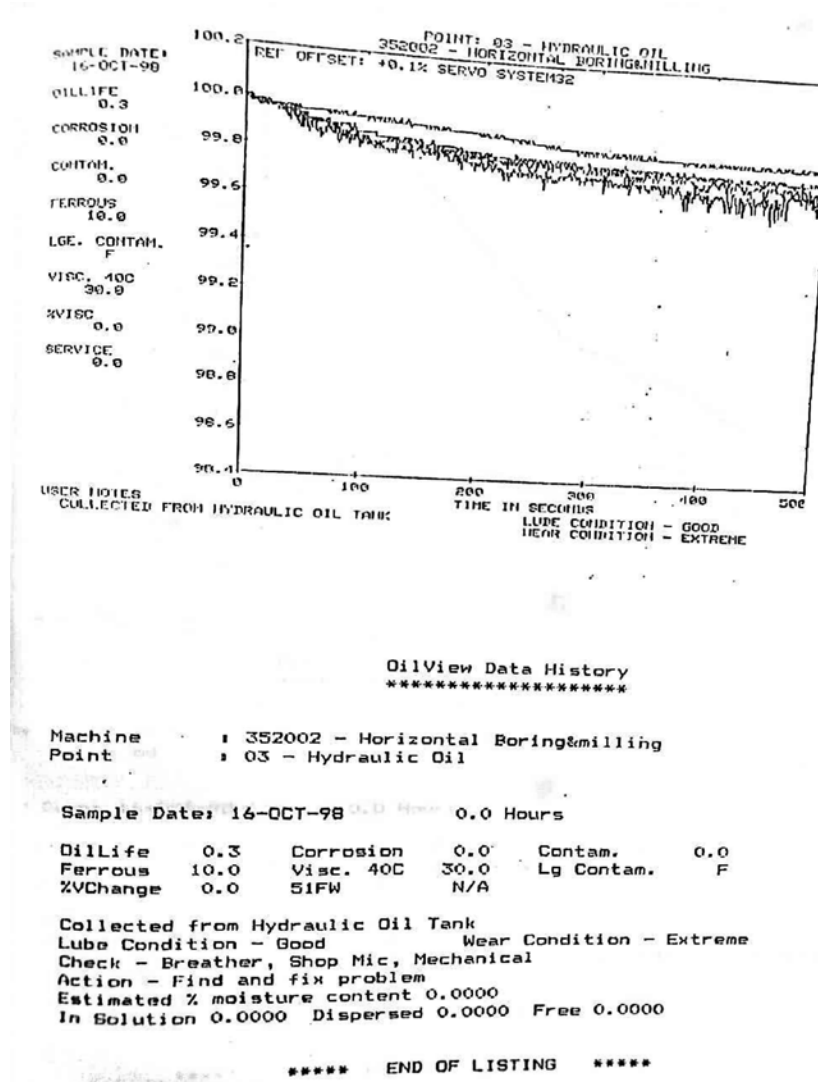 POINT: 03 - HYDRAULIC OIL
352002 - HORIZONTAL BORING&MILLING
REF OFFSET: +0.1% SERVO SYSTEM32
SAMPLE DATE:
16-OCT-98
OILLIFE
0.3
CORROSION
0.0
CONTAM.
0.0
FERROUS
10.0
LGE. CONTAM.
F
VISC. 40C
30.0
%VISC
0.0
SERVICE
0.0
100.2
100.0
99.8
99.6
99.4
99.2
99.0
98.8
98.6
98.4
0 100 200 300 400 500
TIME IN SECONDS
USER NOTES
COLLECTED FROM HYDRAULIC OIL TANK
LUBE CONDITION - GOOD
WEAR CONDITION - EXTREME
OilView Data History
********************
Machine : 352002 - Horizontal Boring&milling
Point : 03 - Hydraulic Oil
Sample Date: 16-OCT-98 0.0 Hours
OilLife 0.3 Corrosion 0.0 Contam. 0.0
Ferrous 10.0 Visc. 40C 30.0 Lg Contam. F
%VChange 0.0 51FW N/A
Collected from Hydraulic Oil Tank
Lube Condition - Good Wear Condition - Extreme
Check - Breather, Shop Mic, Mechanical
Action - Find and fix problem
Estimated % moisture content 0.0000
In Solution 0.0000 Dispersed 0.0000 Free 0.0000
***** END OF LISTING *****